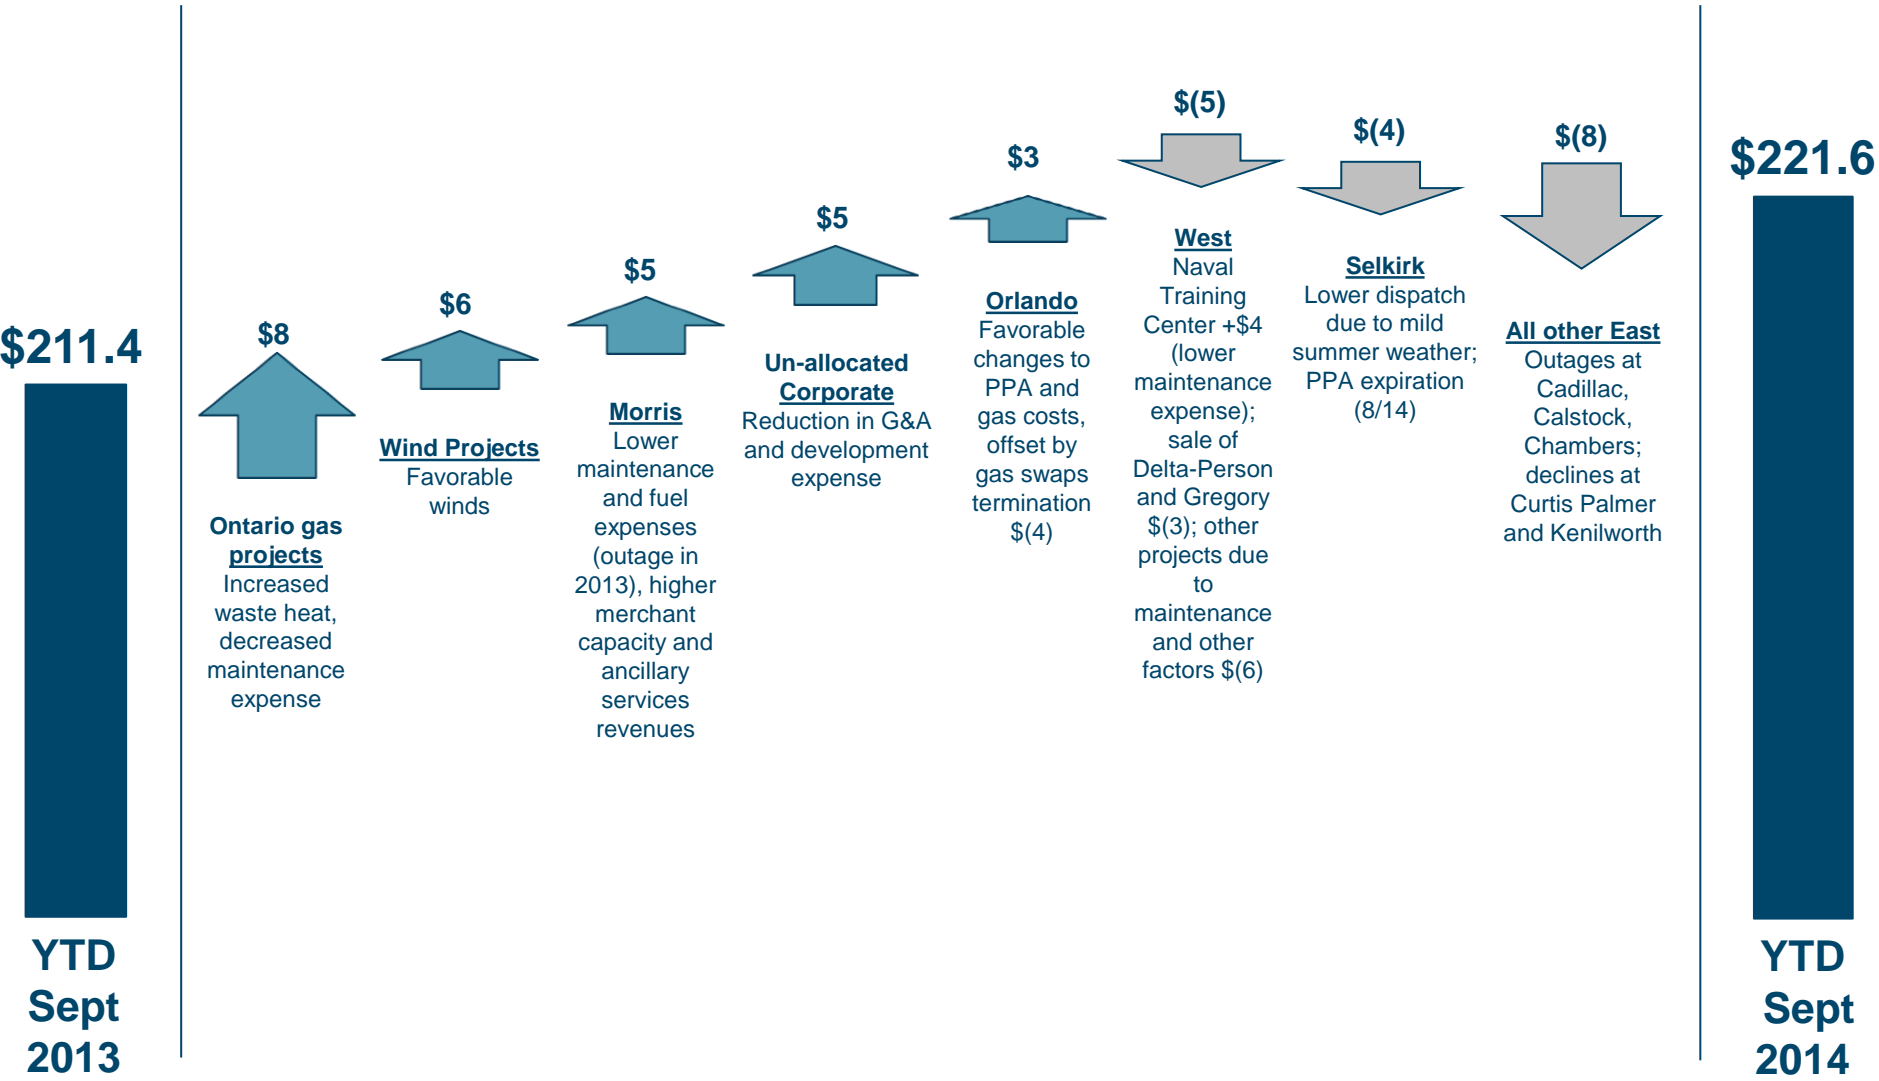 $211.4
YTD
Sept
2013
$8
Ontario gas
projects
Increased
waste heat,
decreased
maintenance
expense
$6
Wind Projects
Favorable
winds
$5
Morris
Lower
maintenance
and fuel
expenses
(outage in
2013), higher
merchant
capacity and
ancillary
services
revenues
$5
Un-allocated
Corporate
Reduction in G&A
and development
expense
$3
Orlando
Favorable
changes to
PPA and
gas costs,
offset by
gas swaps
termination
$(4)
$(5)
West
Naval
Training
Center +$4
(lower
maintenance
expense);
sale of
Delta-Person
and Gregory
$(3); other
projects due
to
maintenance
and other
factors $(6)
$(4)
Selkirk
Lower dispatch
due to mild
summer weather;
PPA expiration
(8/14)
$(8)
All other East
Outages at
Cadillac,
Calstock,
Chambers;
declines at
Curtis Palmer
and Kenilworth
$221.6
YTD
Sept
2014